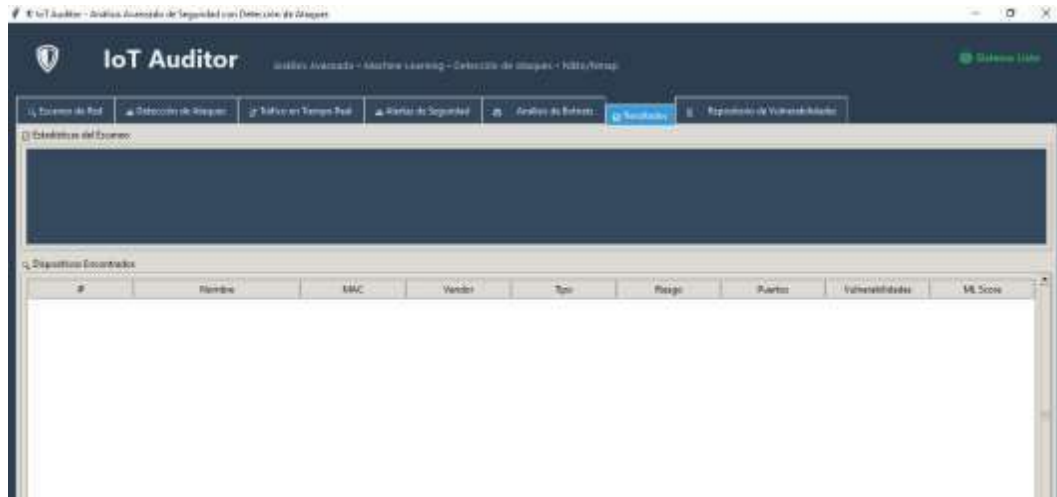 IoT Auditor - Análisis Avanzado de Seguridad con Detección de Ataques
IoT Auditor
Análisis Avanzado - Machine Learning - Detección de Ataques - Nikto/Nmap
Sistema Listo
Escaneo de Red
Detección de Ataques
Tráfico en Tiempo Real
Alertas de Seguridad
Análisis de Botnets
Resultados
Repositorio de Vulnerabilidades
Estadísticas del Escaneo
Dispositivos Encontrados
IP Nombre MAC Vendor Tipo Riesgo Puertos Vulnerabilidades ML Score